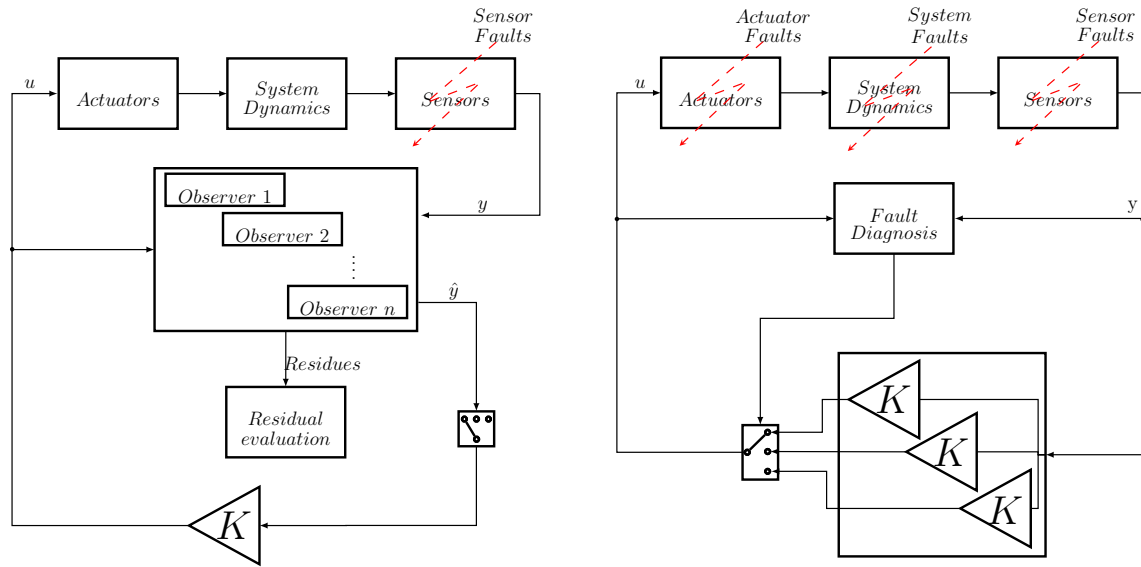 Sensor
Faults
u
Actuators
System
Dynamics
Sensors
Observer 1
y
Observer 2
Observer n
ŷ
Residues
Residual
evaluation
K
Actuator
Faults
System
Faults
Sensor
Faults
u
Actuators
System
Dynamics
Sensors
y
Fault
Diagnosis
K
K
K